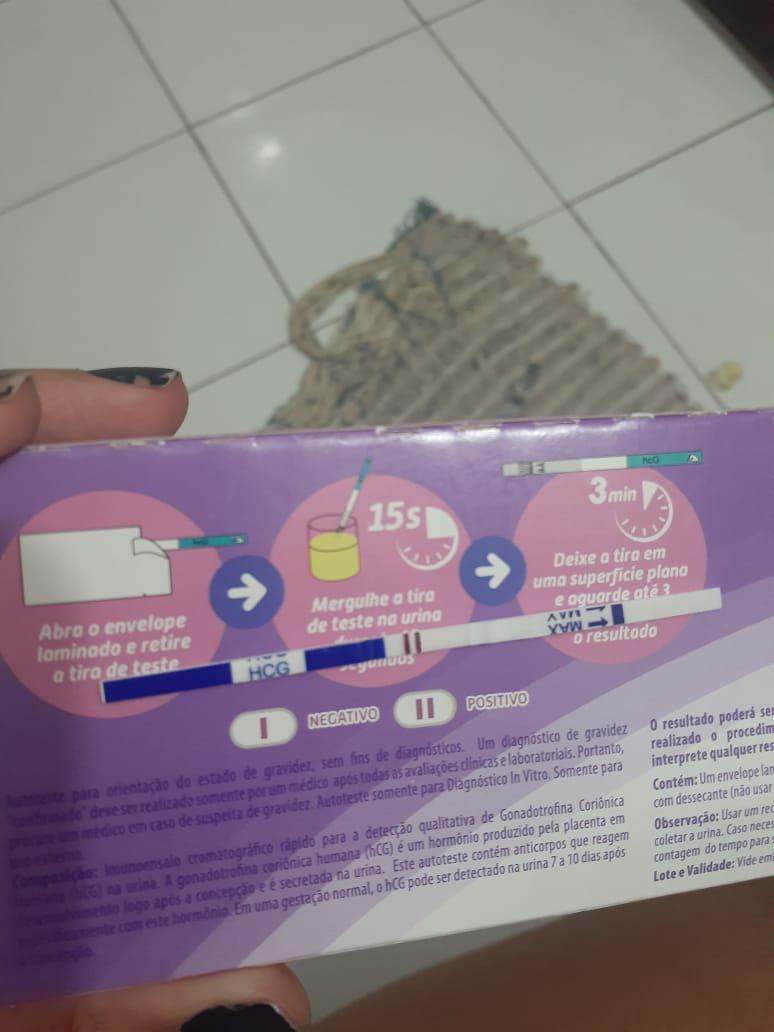 hcG
15s
3min
Abra o envelope
laminado e retire
a tira de teste
Mergulhe a tira
de teste na urina
segundos
Deixe a tira em
uma superfície plana
e aguarde até 3
o resultado
HCG
MAX
MAX
I NEGATIVO
II POSITIVO
Autoteste para orientação do estado de gravidez, sem fins de diagnósticos. Um diagnóstico de gravidez
"confirmado" deve ser realizado somente por um médico após todas as avaliações clínicas e laboratoriais. Portanto,
procure um médico em caso de suspeita de gravidez. Autoteste somente para Diagnóstico In Vitro. Somente para
uso externo.
Composição: Imunoensaio cromatográfico rápido para a detecção qualitativa de Gonadotrofina Coriônica
Humana (hCG) na urina. A gonadotrofina coriônica humana (hCG) é um hormônio produzido pela placenta em
desenvolvimento logo após a concepção e é secretada na urina. Este autoteste contém anticorpos que reagem
especificamente com este hormônio. Em uma gestação normal, o hCG pode ser detectado na urina 7 a 10 dias após
a concepção.
O resultado poderá ser
realizado o procedim
interprete qualquer res
Contém: Um envelope lam
com dessecante (não usar
Observação: Usar um rec
coletar a urina. Caso neces
contagem do tempo para
Lote e Validade: Vide em